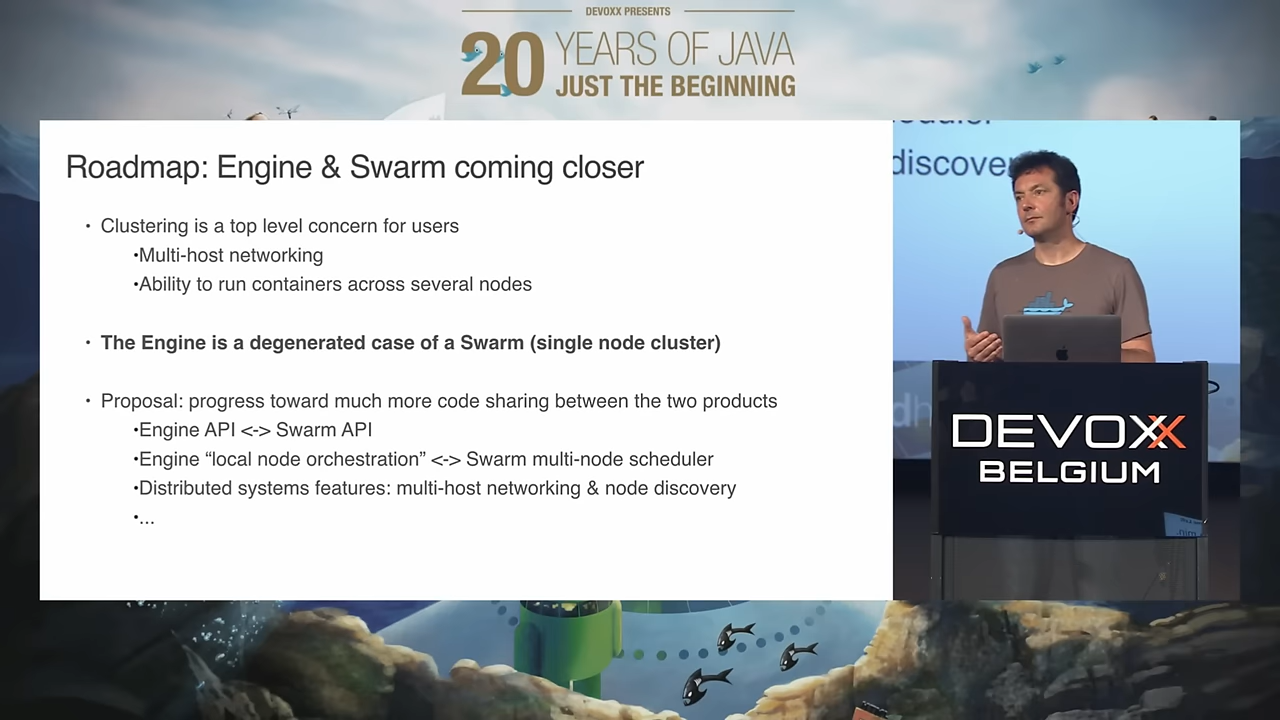 DEVOXX PRESENTS
20 YEARS OF JAVA
JUST THE BEGINNING
Roadmap: Engine & Swarm coming closer
• Clustering is a top level concern for users
•Multi-host networking
•Ability to run containers across several nodes
• The Engine is a degenerated case of a Swarm (single node cluster)
• Proposal: progress toward much more code sharing between the two products
•Engine API <-> Swarm API
•Engine “local node orchestration” <-> Swarm multi-node scheduler
•Distributed systems features: multi-host networking & node discovery
•...
DEVOXX
BELGIUM